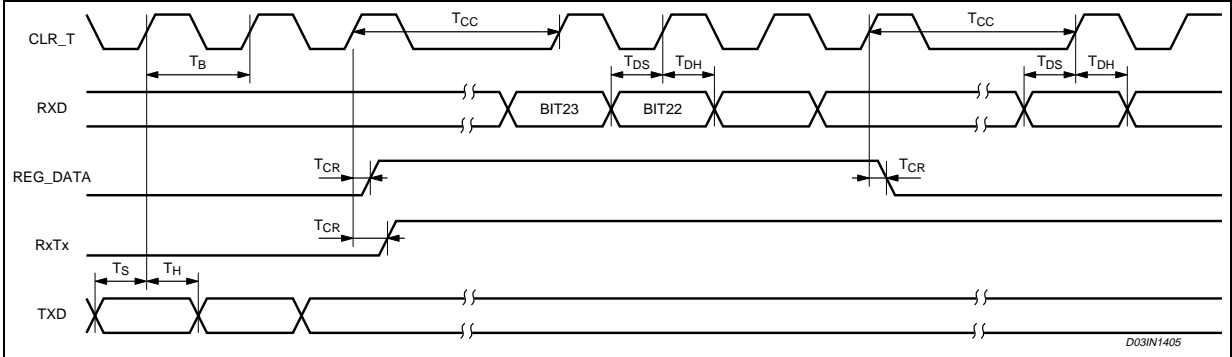 CLR_T
TCC
TCC
TB
TDS
TDH
TDS
TDH
RXD
BIT23
BIT22
TCR
TCR
REG_DATA
TCR
RxTx
TS
TH
TXD
D03IN1405